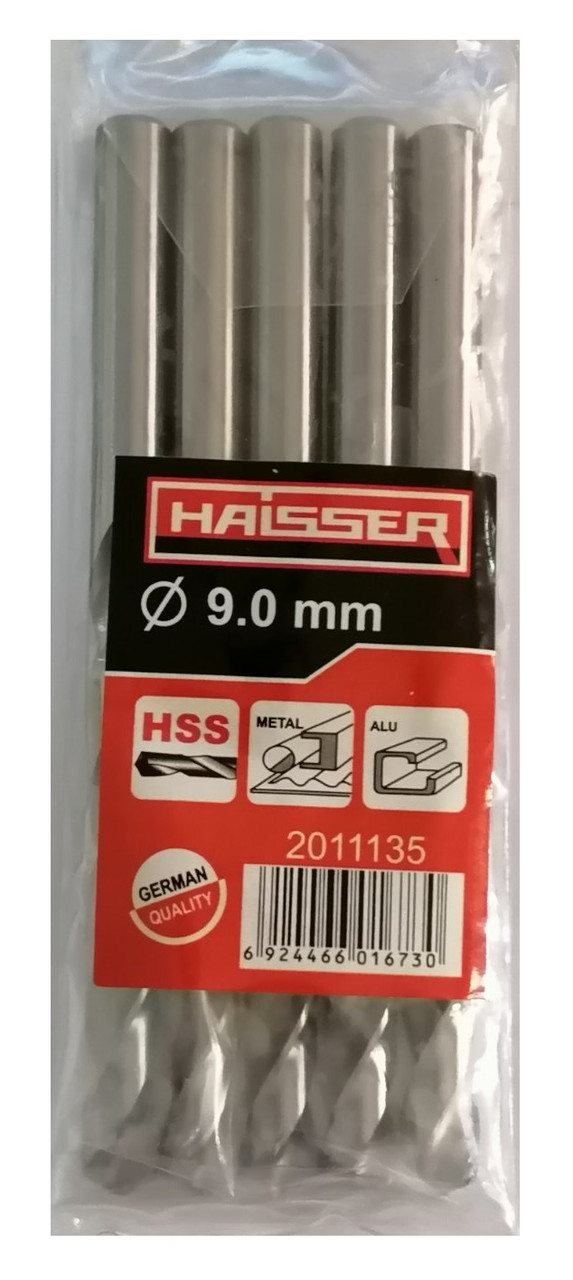 HAISSER
Ø 9.0 mm
HSS
METAL
ALU
2011135
GERMAN
QUALITY
6 924466 016730